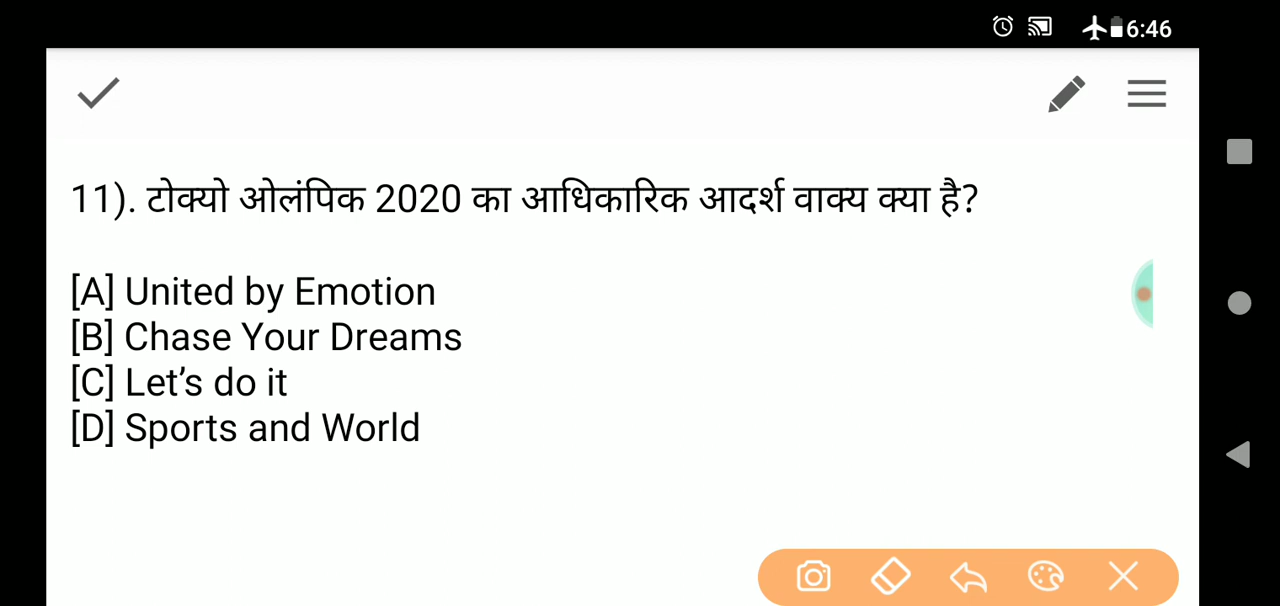 6:46
11). टोक्यो ओलंपिक 2020 का आधिकारिक आदर्श वाक्य क्या है?
[A] United by Emotion
[B] Chase Your Dreams
[C] Let’s do it
[D] Sports and World